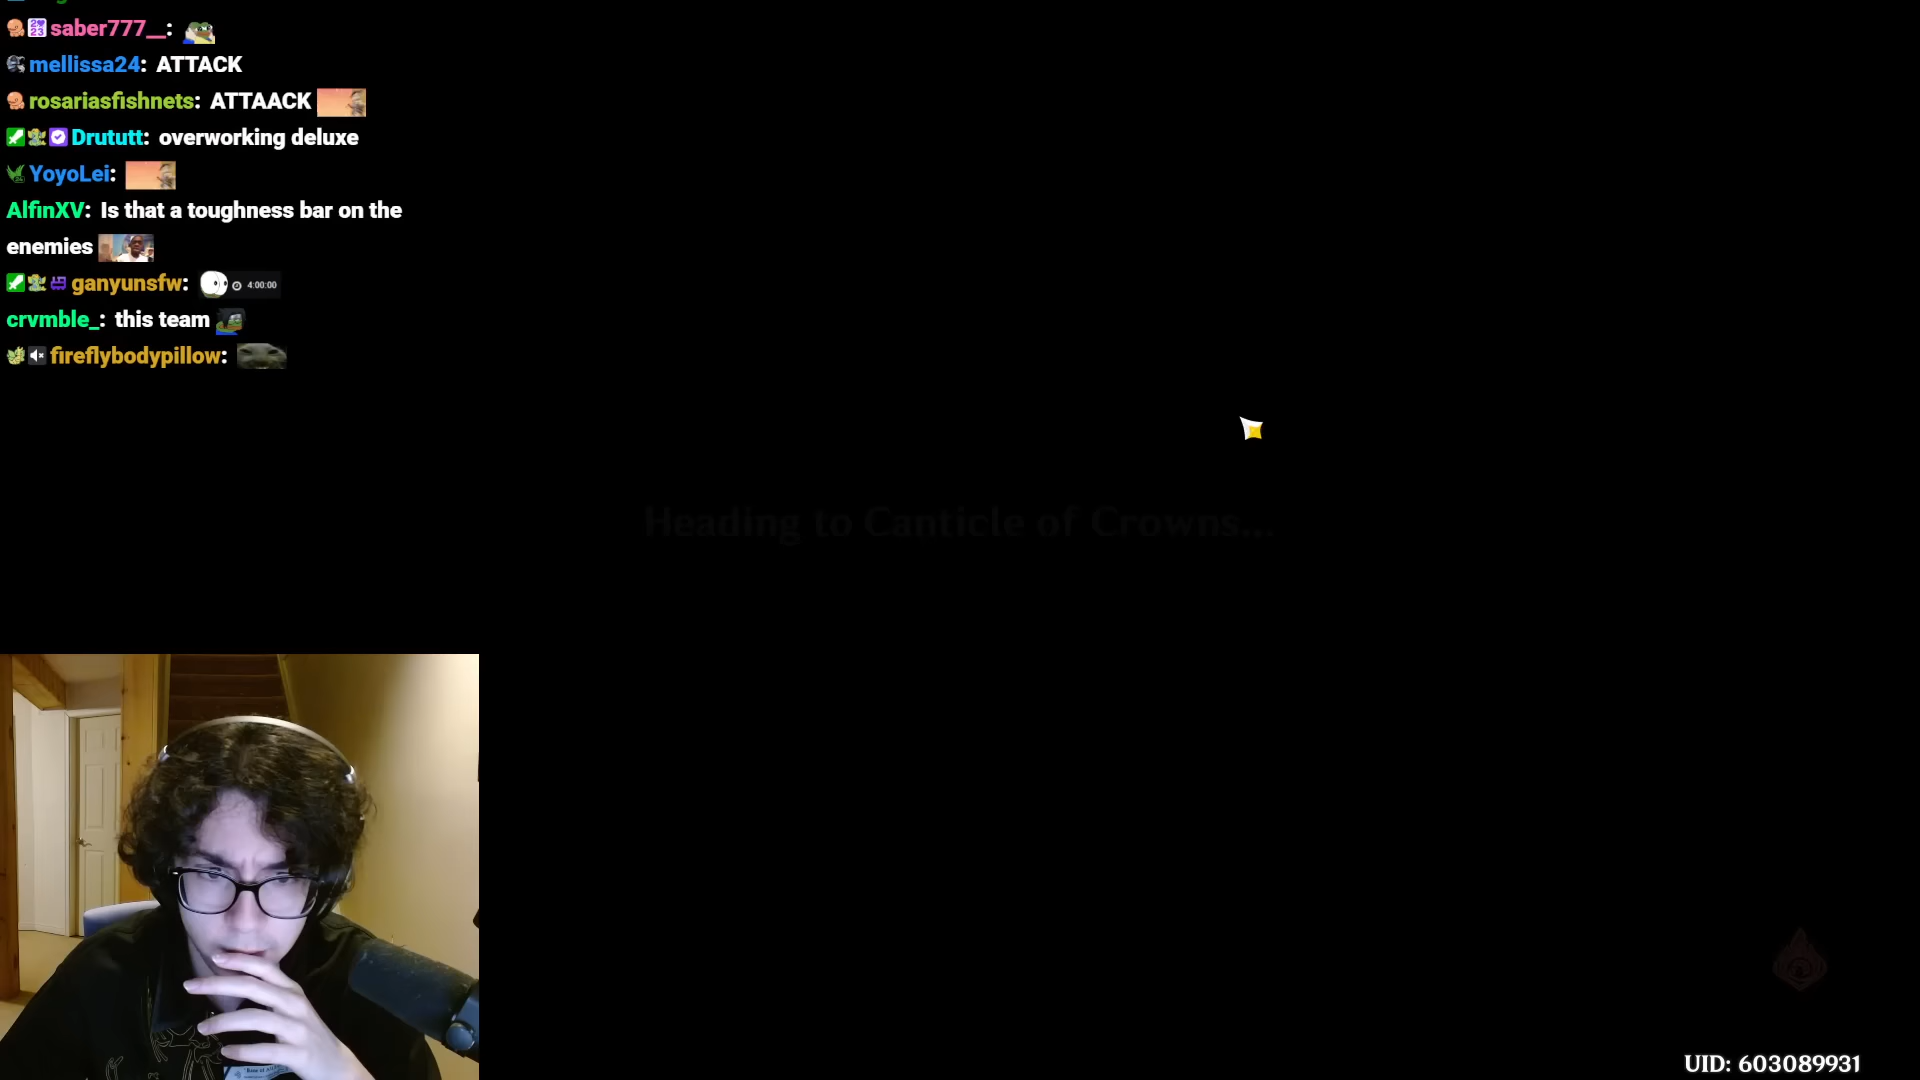 saber777__:
mellissa24: ATTACK
rosariasfishnets: ATTAACK
Drututt: overworking deluxe
YoyoLei:
AlfinXV: Is that a toughness bar on the
enemies
ganyunsfw: 4:00:00
crvmble_: this team
fireflybodypillow:
Heading to Canticle of Crowns...
UID: 603089931